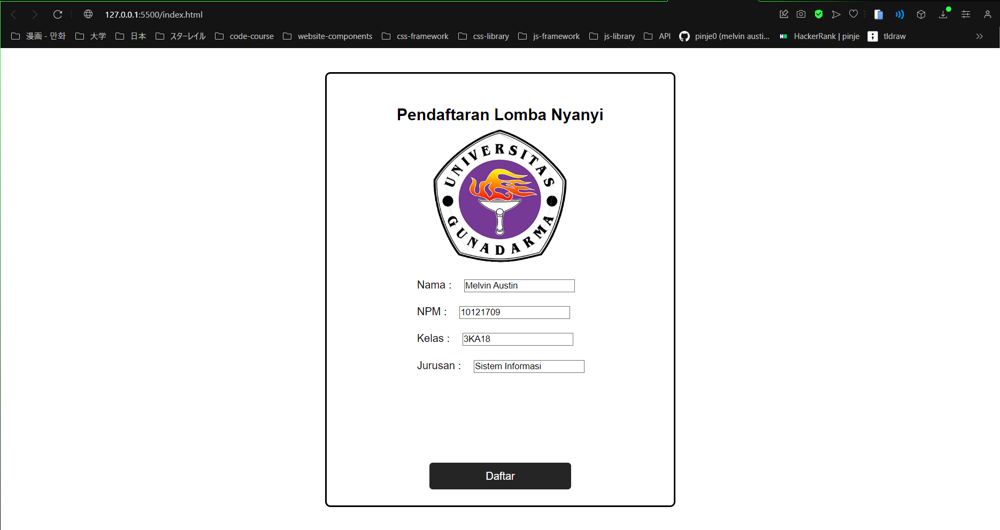 127.0.0.1:5500/index.html
漫画 - 만화 大学 日本 スターレイル code-course website-components css-framework css-library js-framework js-library API pinje0 (melvin austi... HackerRank | pinje tldraw
Pendaftaran Lomba Nyanyi
UNIVERSITAS
GUNADARMA
Nama : Melvin Austin
NPM : 10121709
Kelas : 3KA18
Jurusan : Sistem Informasi
Daftar